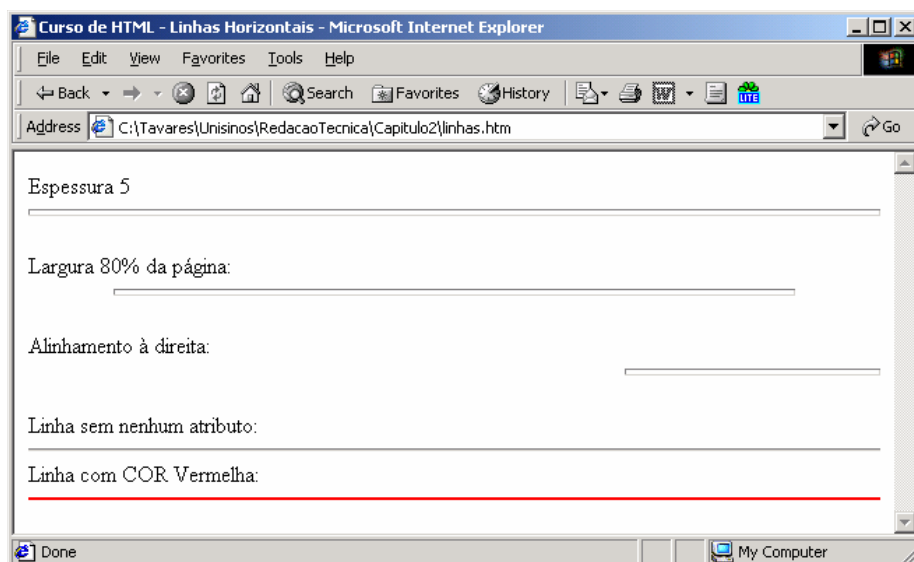 Curso de HTML - Linhas Horizontais - Microsoft Internet Explorer
File Edit View Favorites Tools Help
Back Search Favorites History W LITE
Address C:\Tavares\Unisinos\RedacaoTecnica\Capitulo2\linhas.htm Go
Espessura 5
Largura 80% da página:
Alinhamento à direita:
Linha sem nenhum atributo:
Linha com COR Vermelha:
Done My Computer